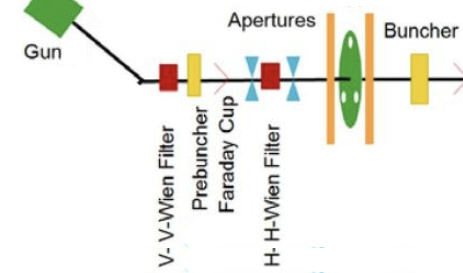 Apertures
Buncher
Gun
V- V-Wien Filter
Prebuncher
Faraday Cup
H- H-Wien Filter